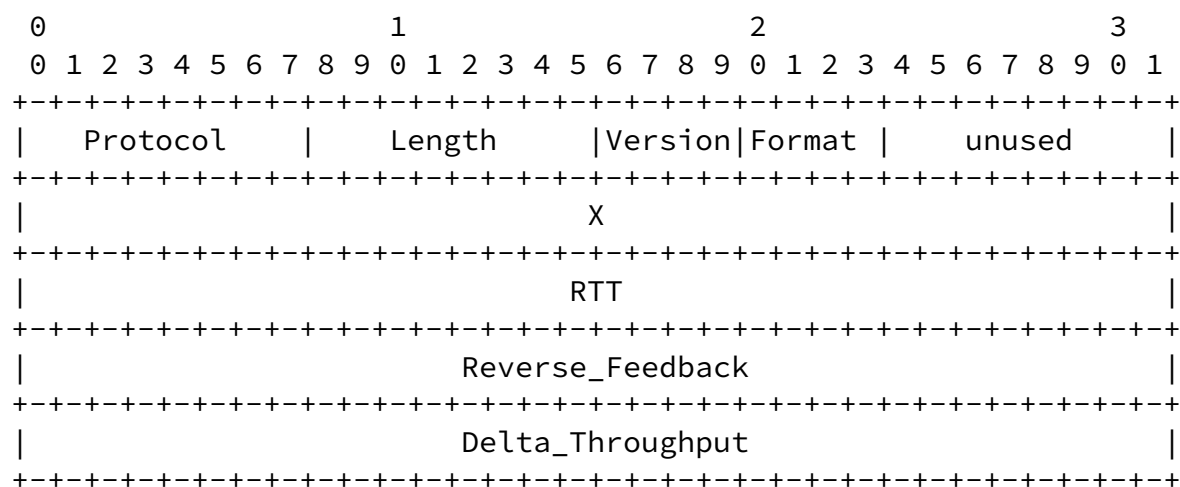 0                   1                   2                   3
 0 1 2 3 4 5 6 7 8 9 0 1 2 3 4 5 6 7 8 9 0 1 2 3 4 5 6 7 8 9 0 1
+-+-+-+-+-+-+-+-+-+-+-+-+-+-+-+-+-+-+-+-+-+-+-+-+-+-+-+-+-+-+-+-+
|   Protocol    |    Length     |Version|Format |    unused     |
+-+-+-+-+-+-+-+-+-+-+-+-+-+-+-+-+-+-+-+-+-+-+-+-+-+-+-+-+-+-+-+-+
|                               X                               |
+-+-+-+-+-+-+-+-+-+-+-+-+-+-+-+-+-+-+-+-+-+-+-+-+-+-+-+-+-+-+-+-+
|                              RTT                              |
+-+-+-+-+-+-+-+-+-+-+-+-+-+-+-+-+-+-+-+-+-+-+-+-+-+-+-+-+-+-+-+-+
|                        Reverse_Feedback                       |
+-+-+-+-+-+-+-+-+-+-+-+-+-+-+-+-+-+-+-+-+-+-+-+-+-+-+-+-+-+-+-+-+
|                        Delta_Throughput                       |
+-+-+-+-+-+-+-+-+-+-+-+-+-+-+-+-+-+-+-+-+-+-+-+-+-+-+-+-+-+-+-+-+